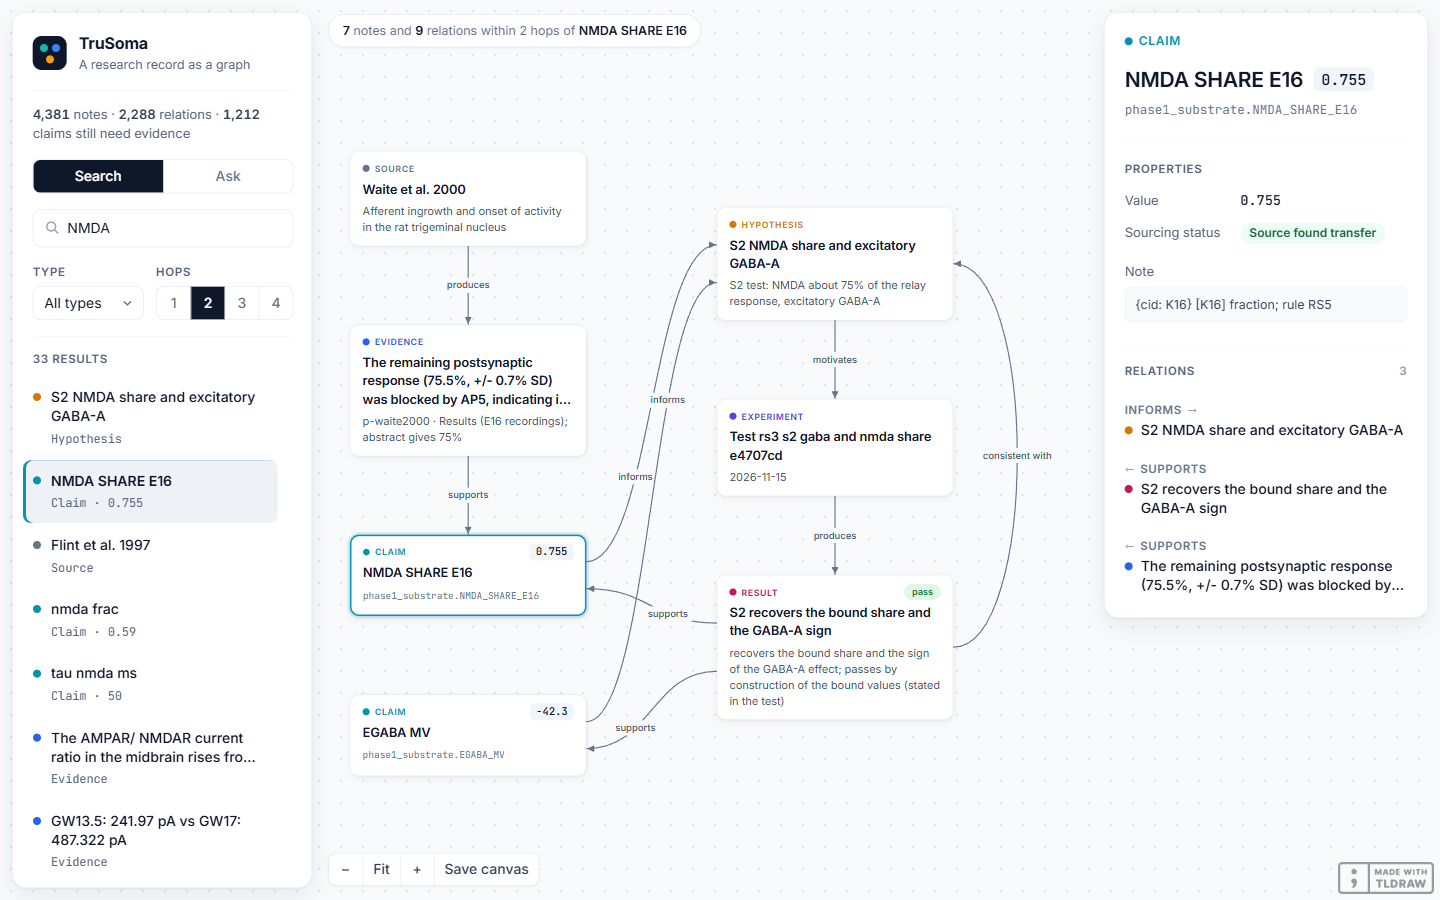 TruSoma
A research record as a graph
4,381 notes · 2,288 relations · 1,212
claims still need evidence
Search
Ask
NMDA
TYPE
HOPS
All types
1
2
3
4
33 RESULTS
S2 NMDA share and excitatory
GABA-A
Hypothesis
NMDA SHARE E16
Claim · 0.755
Flint et al. 1997
Source
nmda frac
Claim · 0.59
tau nmda ms
Claim · 50
The AMPAR/ NMDAR current
ratio in the midbrain rises fro...
Evidence
GW13.5: 241.97 pA vs GW17:
487.322 pA
Evidence
7 notes and 9 relations within 2 hops of NMDA SHARE E16
SOURCE
Waite et al. 2000
Afferent ingrowth and onset of activity
in the rat trigeminal nucleus
produces
EVIDENCE
The remaining postsynaptic
response (75.5%, +/- 0.7% SD)
was blocked by AP5, indicating i...
p-waite2000 · Results (E16 recordings);
abstract gives 75%
supports
CLAIM
0.755
NMDA SHARE E16
phase1_substrate.NMDA_SHARE_E16
CLAIM
-42.3
EGABA MV
phase1_substrate.EGABA_MV
informs
informs
supports
supports
HYPOTHESIS
S2 NMDA share and excitatory
GABA-A
S2 test: NMDA about 75% of the relay
response, excitatory GABA-A
motivates
EXPERIMENT
Test rs3 s2 gaba and nmda share
e4707cd
2026-11-15
produces
RESULT
pass
S2 recovers the bound share and
the GABA-A sign
recovers the bound share and the sign
of the GABA-A effect; passes by
construction of the bound values (stated
in the test)
consistent with
− Fit + Save canvas
CLAIM
NMDA SHARE E16 0.755
phase1_substrate.NMDA_SHARE_E16
PROPERTIES
Value 0.755
Sourcing status Source found transfer
Note
{cid: K16} [K16] fraction; rule RS5
RELATIONS 3
INFORMS →
S2 NMDA share and excitatory GABA-A
← SUPPORTS
S2 recovers the bound share and the
GABA-A sign
← SUPPORTS
The remaining postsynaptic response
(75.5%, +/- 0.7% SD) was blocked by...
MADE WITH
TLDRAW